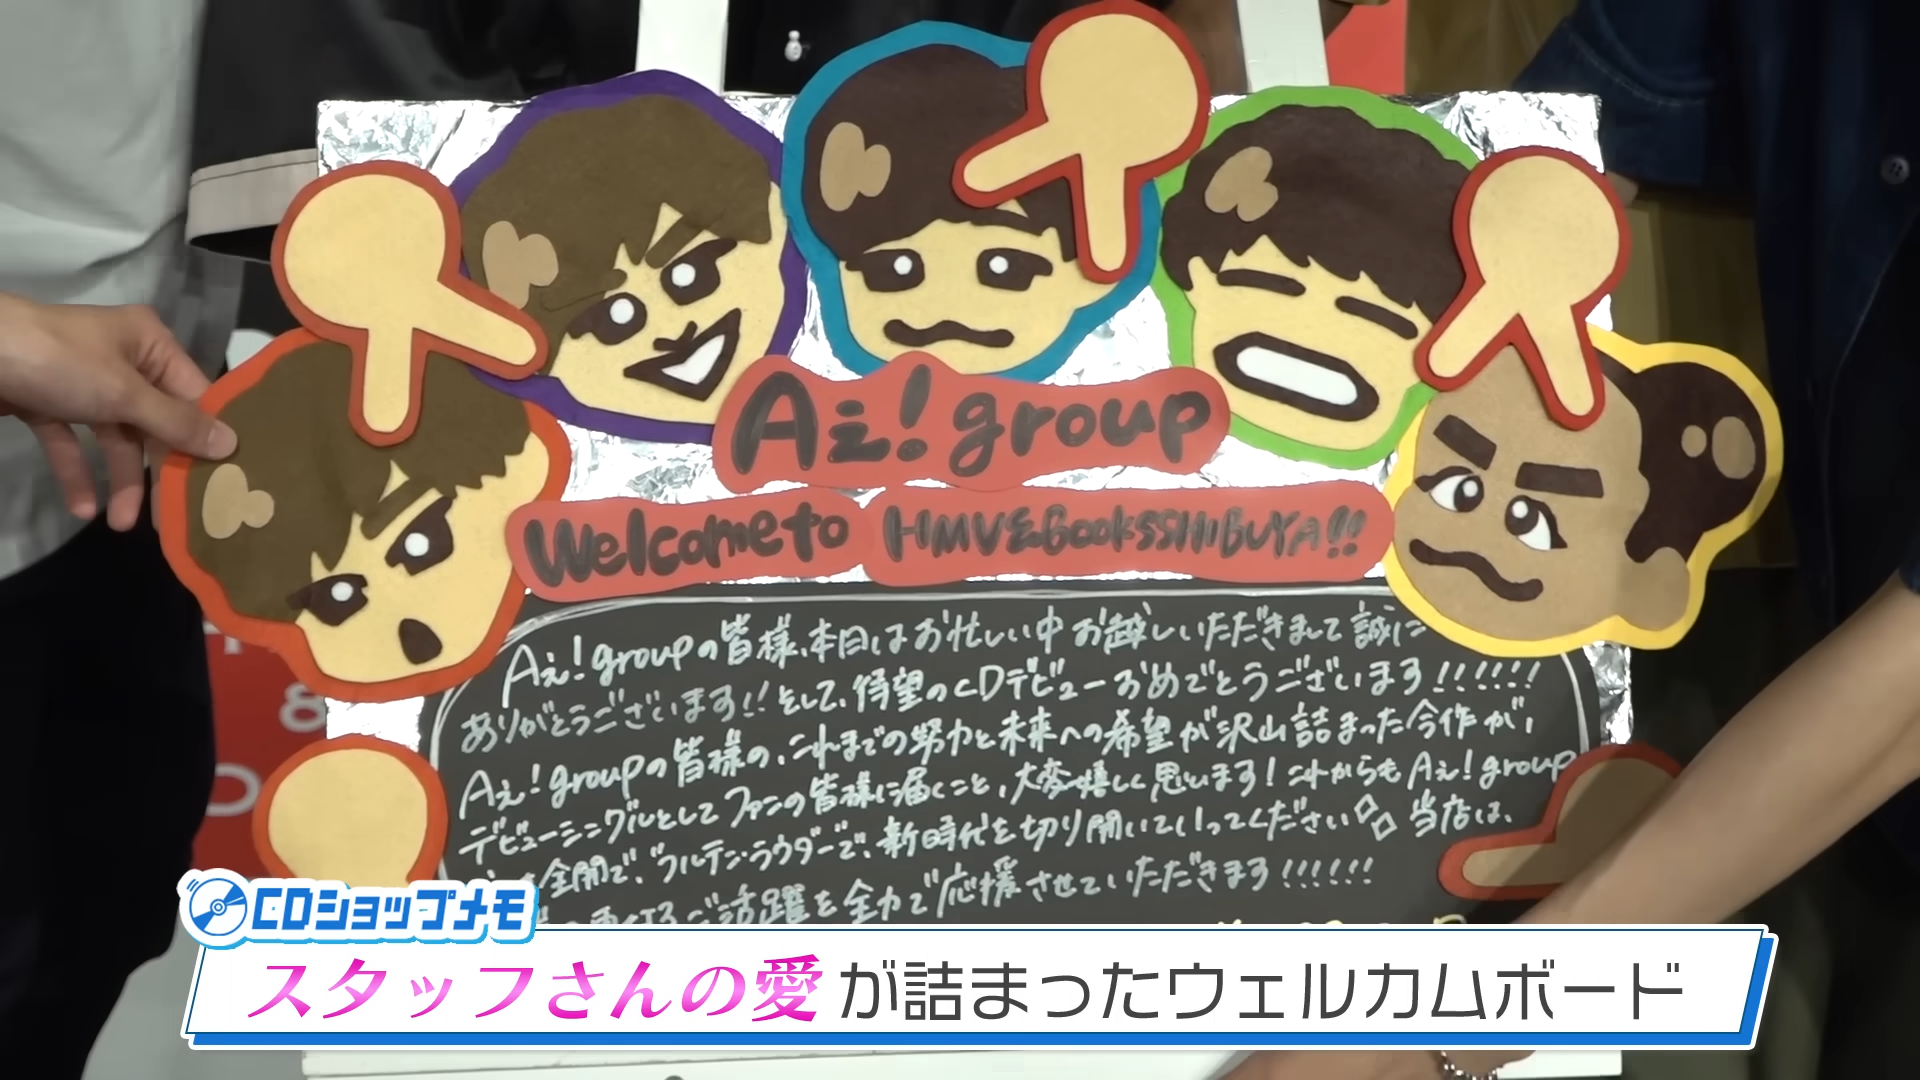 Aぇ! group
Welcome to HMV&BooksSHIBUYA!!
Aぇ! groupの皆様、本日はお忙しい中お越しいただきまして誠に
ありがとうございます!! そして、待望のCDデビューおめでとうございます!!!!!!
Aぇ! groupの皆様の、これまでの努力と未来への希望が沢山詰まった今作が、
デビューシングルとしてファンの皆様に届くこと、大変嬉しく思います! これからもAぇ! group
全開で、フルテン・ラウダーで、新時代を切り開いていってください 当店は、
ご活躍を全力で応援させていただきます!!!!!!
CDショップメモ
スタッフさんの愛が詰まったウェルカムボード